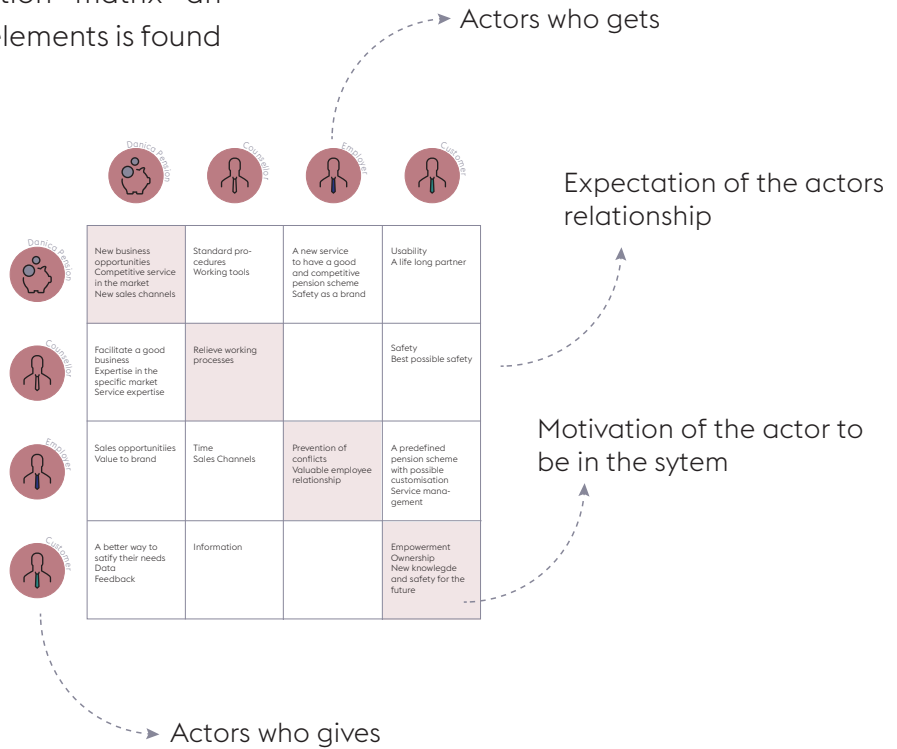 tion matrix an
elements is found
Actors who gets
Danica Pension
Counsellor
Employer
Customer
Expectation of the actors
relationship
Danica Pension
New business
opportunities
Competitive service
in the market
New sales channels
Standard pro-
cedures
Working tools
A new service
to have a good
and competitive
pension scheme
Safety as a brand
Usability
A life long partner
Counsellor
Facilitate a good
business
Expertise in the
specific market
Service expertise
Relieve working
processes
Safety
Best possible safety
Motivation of the actor to
be in the sytem
Employer
Sales opportunitiies
Value to brand
Time
Sales Channels
Prevention of
conflicts
Valuable employee
relationship
A predefined
pension scheme
with possible
customisation
Service mana-
gement
Customer
A better way to
satify their needs
Data
Feedback
Information
Empowerment
Ownership
New knowlegde
and safety for the
future
Actors who gives